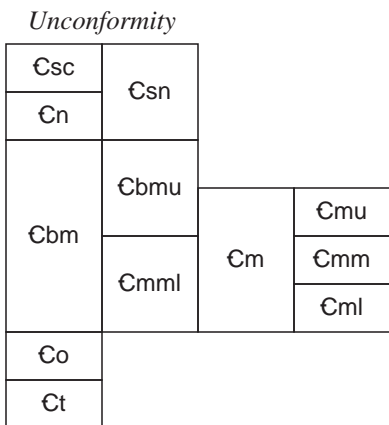 Unconformity
Ꞓsc
Ꞓsn
Ꞓn
Ꞓbmu
Ꞓmu
Ꞓbm
Ꞓm
Ꞓmm
Ꞓmml
Ꞓml
Ꞓo
Ꞓt